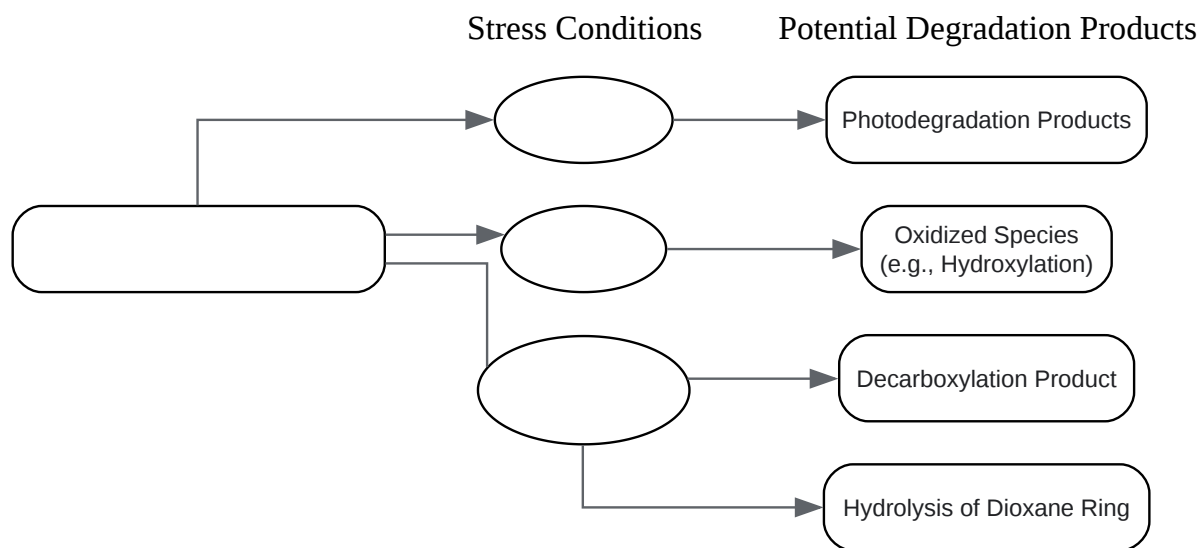 Stress Conditions
Potential Degradation Products
Photodegradation Products
Oxidized Species
(e.g., Hydroxylation)
Decarboxylation Product
Hydrolysis of Dioxane Ring